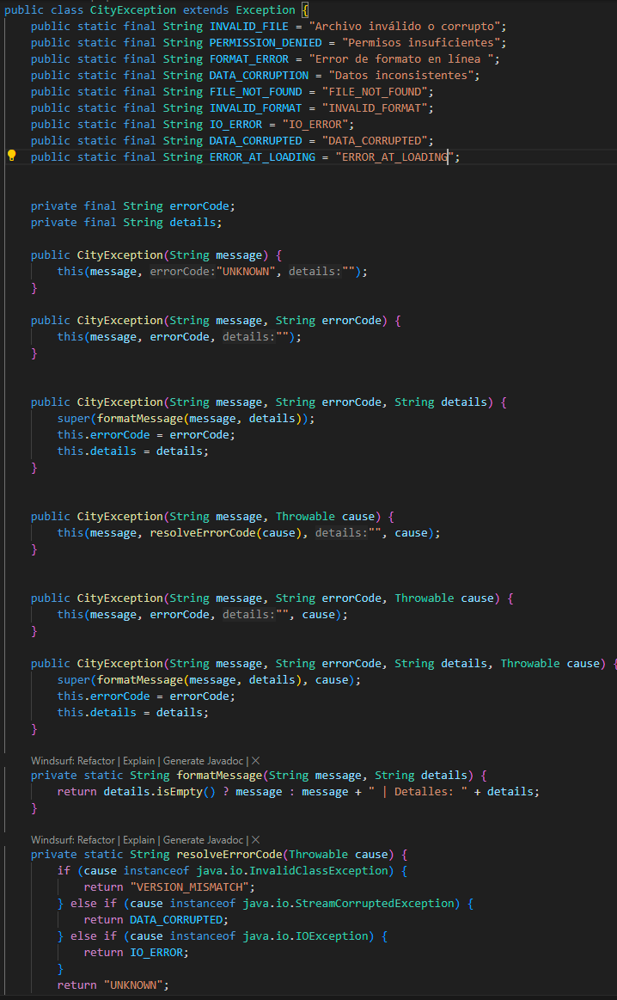 public class CityException extends Exception {
    public static final String INVALID_FILE = "Archivo inválido o corrupto";
    public static final String PERMISSION_DENIED = "Permisos insuficientes";
    public static final String FORMAT_ERROR = "Error de formato en línea ";
    public static final String DATA_CORRUPTION = "Datos inconsistentes";
    public static final String FILE_NOT_FOUND = "FILE_NOT_FOUND";
    public static final String INVALID_FORMAT = "INVALID_FORMAT";
    public static final String IO_ERROR = "IO_ERROR";
    public static final String DATA_CORRUPTED = "DATA_CORRUPTED";
    public static final String ERROR_AT_LOADING = "ERROR_AT_LOADING";
    private final String errorCode;
    private final String details;
    public CityException(String message) {
        this(message, errorCode:"UNKNOWN", details:"");
    }
    public CityException(String message, String errorCode) {
        this(message, errorCode, details:"");
    }
    public CityException(String message, String errorCode, String details) {
        super(formatMessage(message, details));
        this.errorCode = errorCode;
        this.details = details;
    }
    public CityException(String message, Throwable cause) {
        this(message, resolveErrorCode(cause), details:"", cause);
    }
    public CityException(String message, String errorCode, Throwable cause) {
        this(message, errorCode, details:"", cause);
    }
    public CityException(String message, String errorCode, String details, Throwable cause) {
        super(formatMessage(message, details), cause);
        this.errorCode = errorCode;
        this.details = details;
    }
    Windsurf: Refactor | Explain | Generate Javadoc | X
    private static String formatMessage(String message, String details) {
        return details.isEmpty() ? message : message + " | Detalles: " + details;
    }
    Windsurf: Refactor | Explain | Generate Javadoc | X
    private static String resolveErrorCode(Throwable cause) {
        if (cause instanceof java.io.InvalidClassException) {
            return "VERSION_MISMATCH";
        } else if (cause instanceof java.io.StreamCorruptedException) {
            return DATA_CORRUPTED;
        } else if (cause instanceof java.io.IOException) {
            return IO_ERROR;
        }
        return "UNKNOWN";